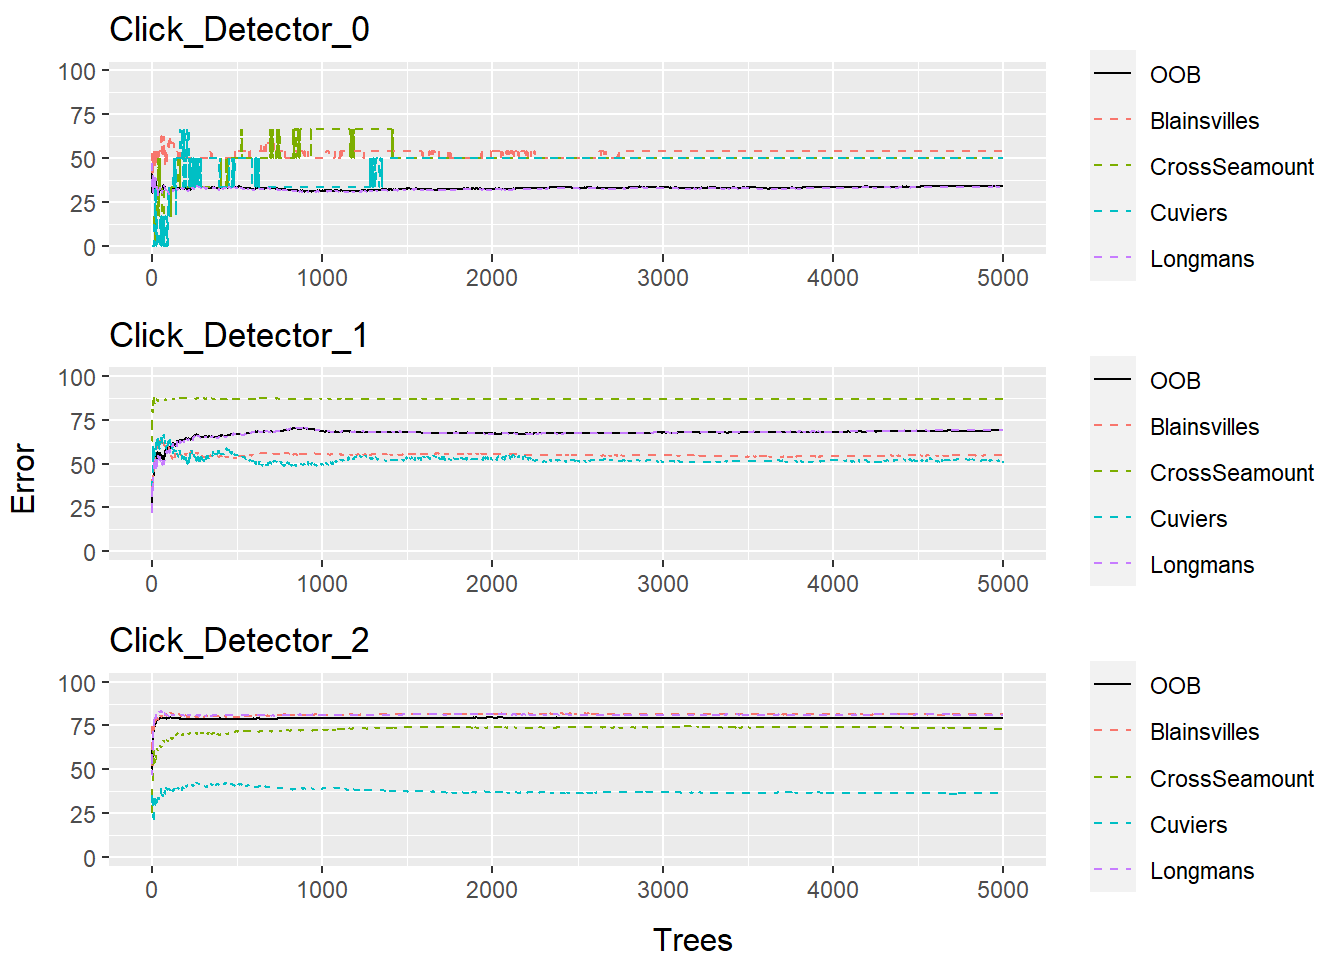 Click_Detector_0
100
75
50
25
0
0 1000 2000 3000 4000 5000
OOB
Blainsvilles
CrossSeamount
Cuviers
Longmans
Click_Detector_1
100
75
50
25
0
0 1000 2000 3000 4000 5000
OOB
Blainsvilles
CrossSeamount
Cuviers
Longmans
Error
Click_Detector_2
100
75
50
25
0
0 1000 2000 3000 4000 5000
OOB
Blainsvilles
CrossSeamount
Cuviers
Longmans
Trees